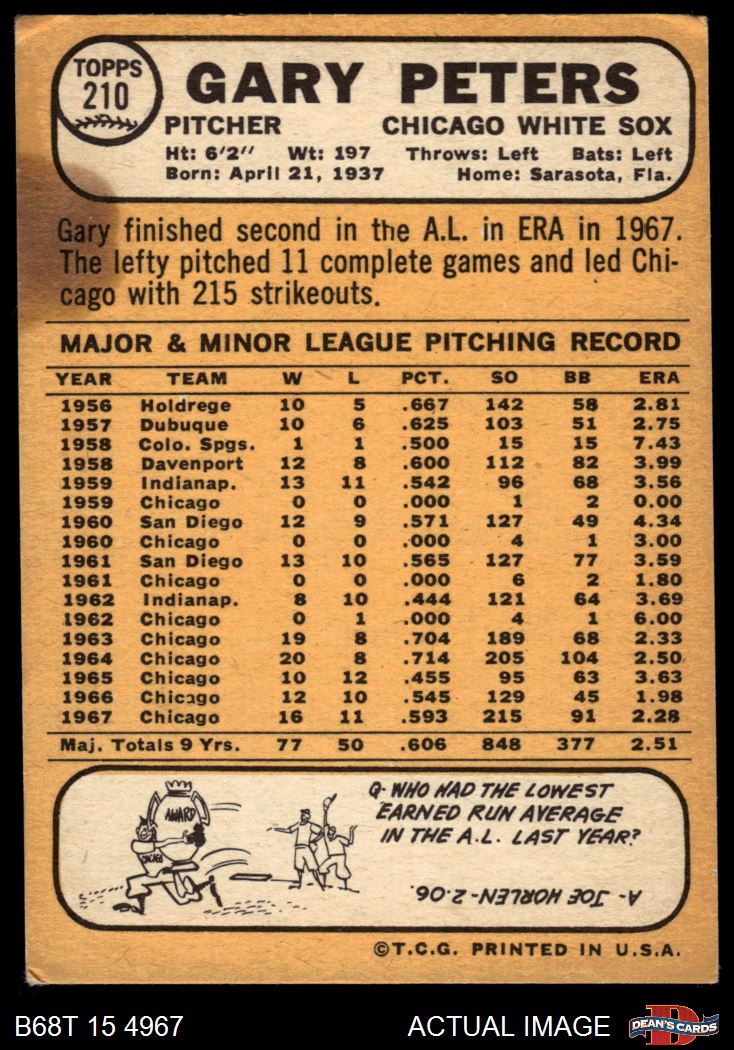 TOPPS
210
GARY PETERS
PITCHER CHICAGO WHITE SOX
Ht: 6'2" Wt: 197 Throws: Left Bats: Left
Born: April 21, 1937 Home: Sarasota, Fla.
Gary finished second in the A.L. in ERA in 1967.
The lefty pitched 11 complete games and led Chi-
cago with 215 strikeouts.
MAJOR & MINOR LEAGUE PITCHING RECORD
YEAR TEAM W L PCT. SO BB ERA
1956 Holdrege 10 5 .667 142 58 2.81
1957 Dubuque 10 6 .625 103 51 2.75
1958 Colo. Spgs. 1 1 .500 15 15 7.43
1958 Davenport 12 8 .600 112 82 3.99
1959 Indianap. 13 11 .542 96 68 3.56
1959 Chicago 0 0 .000 1 2 0.00
1960 San Diego 12 9 .571 127 49 4.34
1960 Chicago 0 0 .000 4 1 3.00
1961 San Diego 13 10 .565 127 77 3.59
1961 Chicago 0 0 .000 6 2 1.80
1962 Indianap. 8 10 .444 121 64 3.69
1962 Chicago 0 1 .000 4 1 6.00
1963 Chicago 19 8 .704 189 68 2.33
1964 Chicago 20 8 .714 205 104 2.50
1965 Chicago 10 12 .455 95 63 3.63
1966 Chicago 12 10 .545 129 45 1.98
1967 Chicago 16 11 .593 215 91 2.28
Maj. Totals 9 Yrs. 77 50 .606 848 377 2.51
AWARD
CHICAGO
Q- WHO HAD THE LOWEST
EARNED RUN AVERAGE
IN THE A.L. LAST YEAR?
A- JOE HORLEN-2.06.
©T.C.G. PRINTED IN U.S.A.
B68T 15 4967 ACTUAL IMAGE
D
DEAN'S CARDS